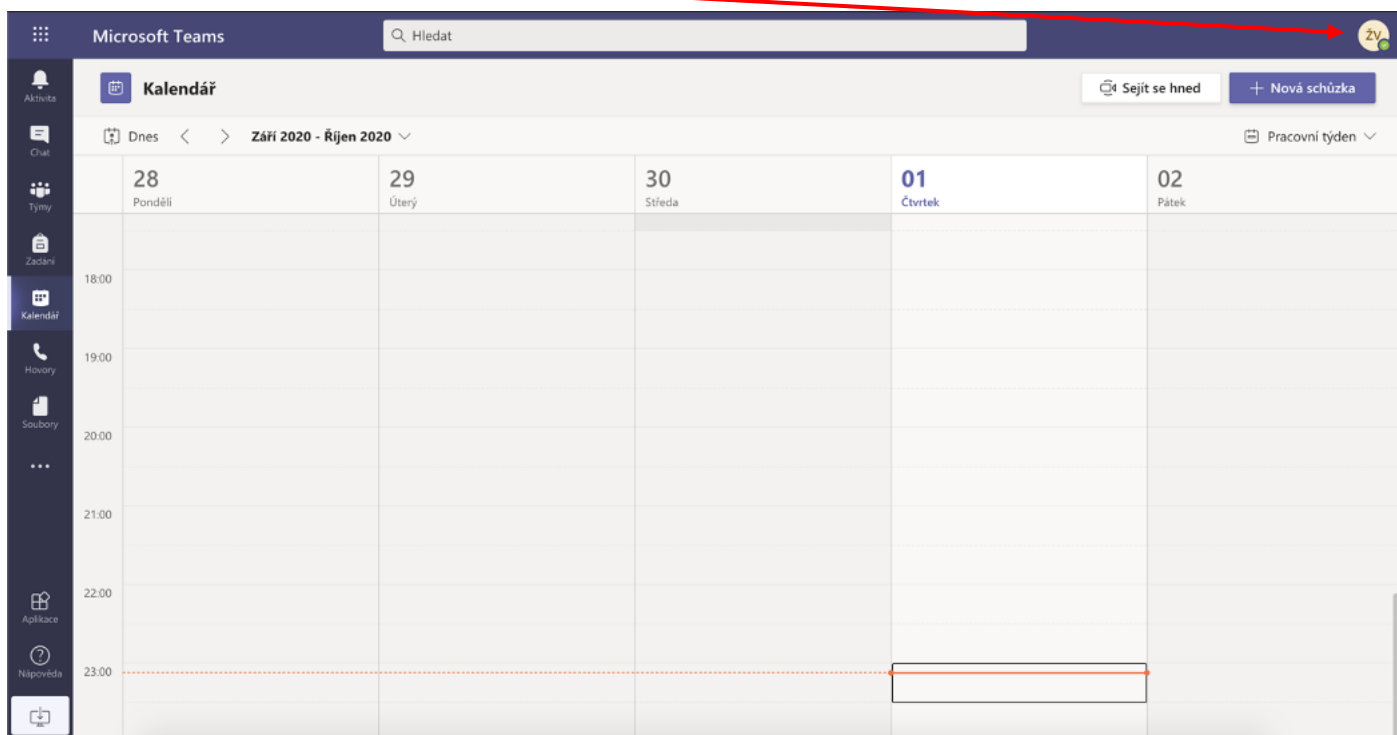 Microsoft Teams
Hledat
ŽV
Aktivita
Chat
Týmy
Zadání
Kalendář
Hovory
Soubory
Aplikace
Nápověda
Kalendář
Sejít se hned
+ Nová schůzka
Dnes
Září 2020 - Říjen 2020
Pracovní týden
28
Pondělí
29
Úterý
30
Středa
01
Čtvrtek
02
Pátek
18:00
19:00
20:00
21:00
22:00
23:00